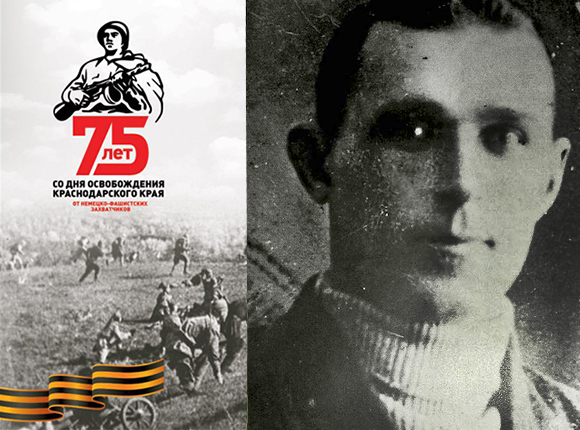 75
лет
СО ДНЯ ОСВОБОЖДЕНИЯ
КРАСНОДАРСКОГО КРАЯ
ОТ НЕМЕЦКО-ФАШИСТСКИХ
ЗАХВАТЧИКОВ